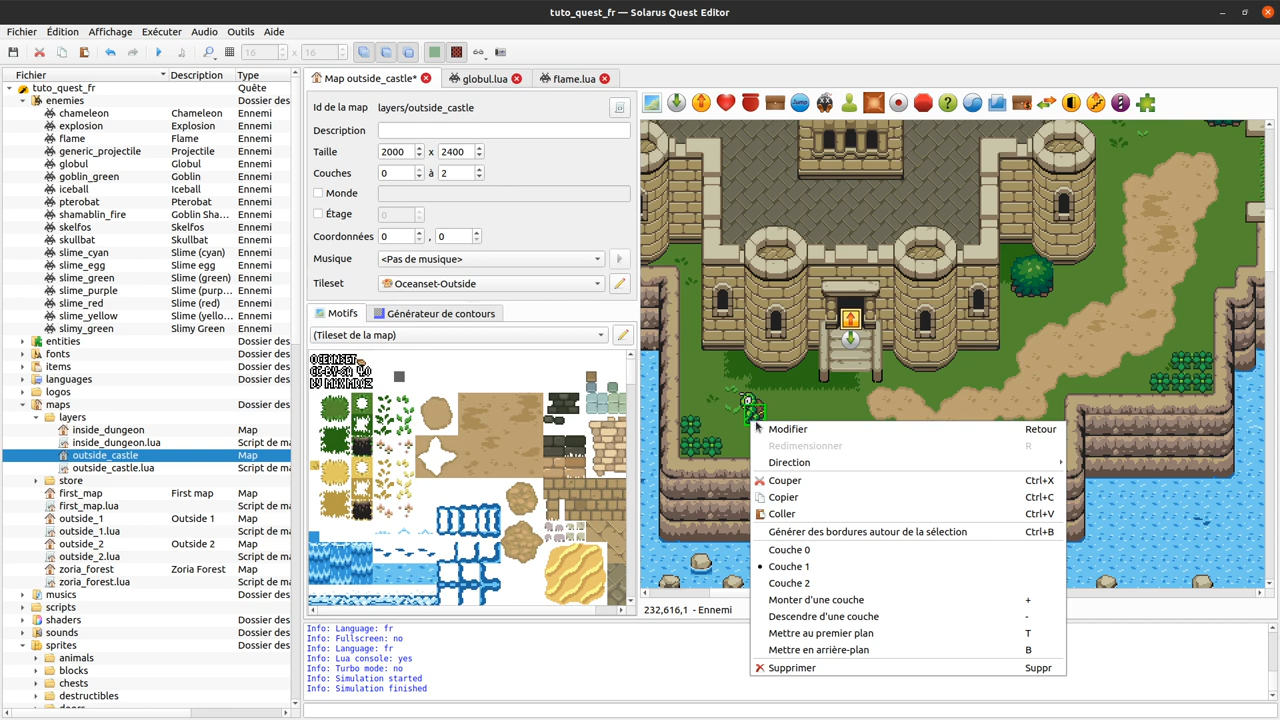 tuto_quest_fr — Solarus Quest Editor
Fichier Édition Affichage Exécuter Audio Outils Aide
16 x 16
Fichier Description Type
tuto_quest_fr Quête
enemies Dossier des
chameleon Chameleon Ennemi
explosion Explosion Ennemi
flame Flame Ennemi
generic_projectile Projectile Ennemi
globul Globul Ennemi
goblin_green Goblin Ennemi
iceball Iceball Ennemi
pterobat Pterobat Ennemi
shamablin_fire Goblin Sha... Ennemi
skelfos Skelfos Ennemi
skullbat Skullbat Ennemi
slime_cyan Slime (cyan) Ennemi
slime_egg Slime egg Ennemi
slime_green Slime (green) Ennemi
slime_purple Slime (purp... Ennemi
slime_red Slime (red) Ennemi
slime_yellow Slime (yello... Ennemi
slimy_green Slimy Green Ennemi
entities Dossier des
fonts Dossier des
items Dossier des
languages Dossier des
logos Dossier des
maps Dossier des
layers
inside_dungeon Map
inside_dungeon.lua Script de ma
outside_castle Map
outside_castle.lua Script de ma
store
first_map First map Map
first_map.lua Script de ma
outside_1 Outside 1 Map
outside_1.lua Script de ma
outside_2 Outside 2 Map
outside_2.lua Script de ma
zoria_forest Zoria Forest Map
zoria_forest.lua Script de ma
musics Dossier des
scripts Dossier des
shaders Dossier des
sounds Dossier des
sprites Dossier des
animals
blocks
chests
destructibles
Map outside_castle* globul.lua flame.lua
Id de la map layers/outside_castle
Description
Taille 2000 x 2400
Couches 0 à 2
Monde
Étage 0
Coordonnées 0 , 0
Musique <Pas de musique>
Tileset Oceanset-Outside
Motifs Générateur de contours
(Tileset de la map)
OCEANSET
CC-BY-SA 4.0
Jump
232,616,1 - Ennemi
Modifier Retour
Redimensionner R
Direction
Couper Ctrl+X
Copier Ctrl+C
Coller Ctrl+V
Générer des bordures autour de la sélection Ctrl+B
Couche 0
Couche 1
Couche 2
Monter d'une couche +
Descendre d'une couche -
Mettre au premier plan T
Mettre en arrière-plan B
Supprimer Suppr
Info: Language: fr
Info: Fullscreen: no
Info: Language: fr
Info: Lua console: yes
Info: Turbo mode: no
Info: Simulation started
Info: Simulation finished